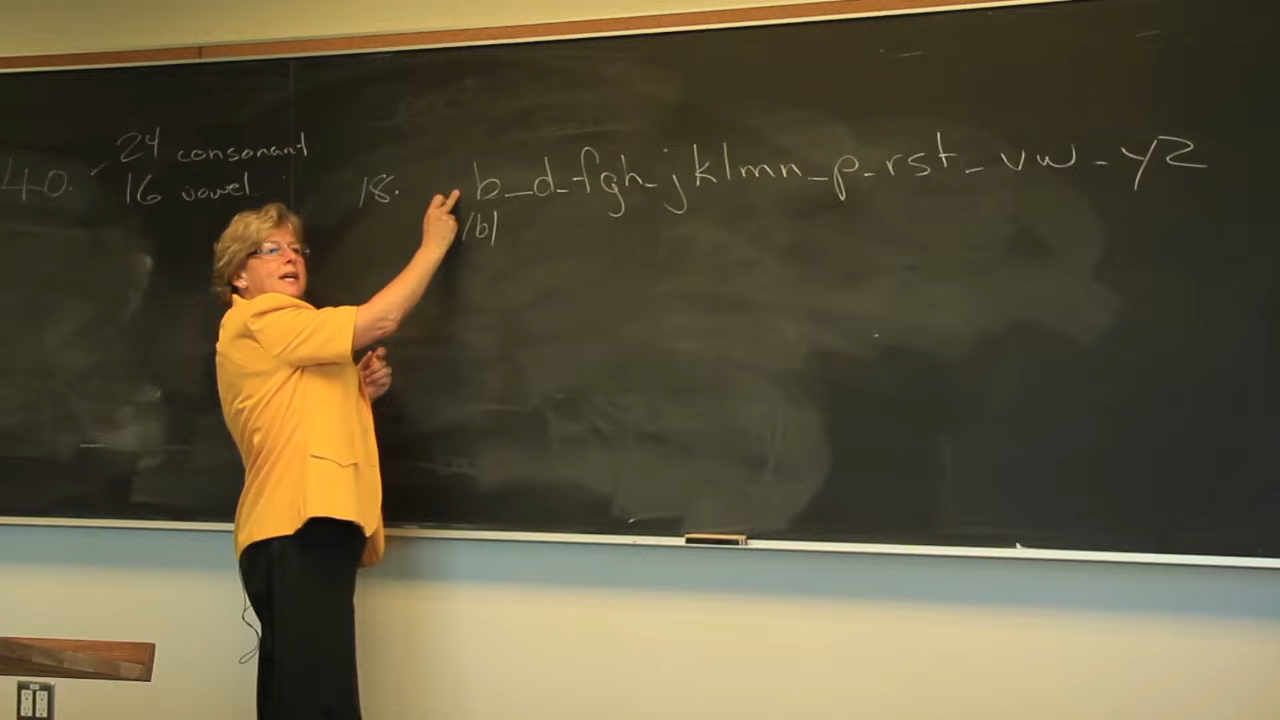 40.
24 consonant
16 vowel
18. b_d_fgh_jklmn_p_rst_vw_yz
/b/